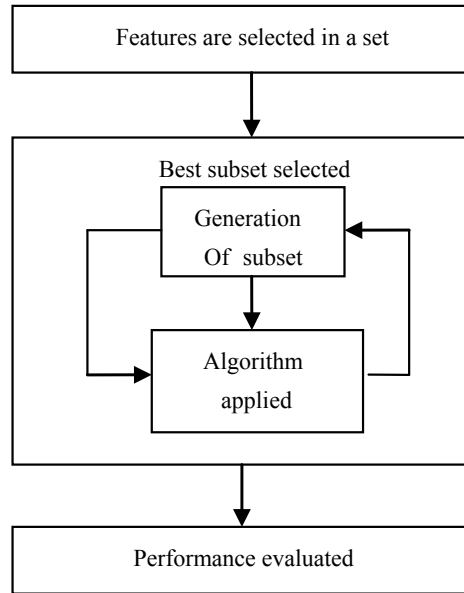 Features are selected in a set
Best subset selected
Generation
Of subset
Algorithm
applied
Performance evaluated